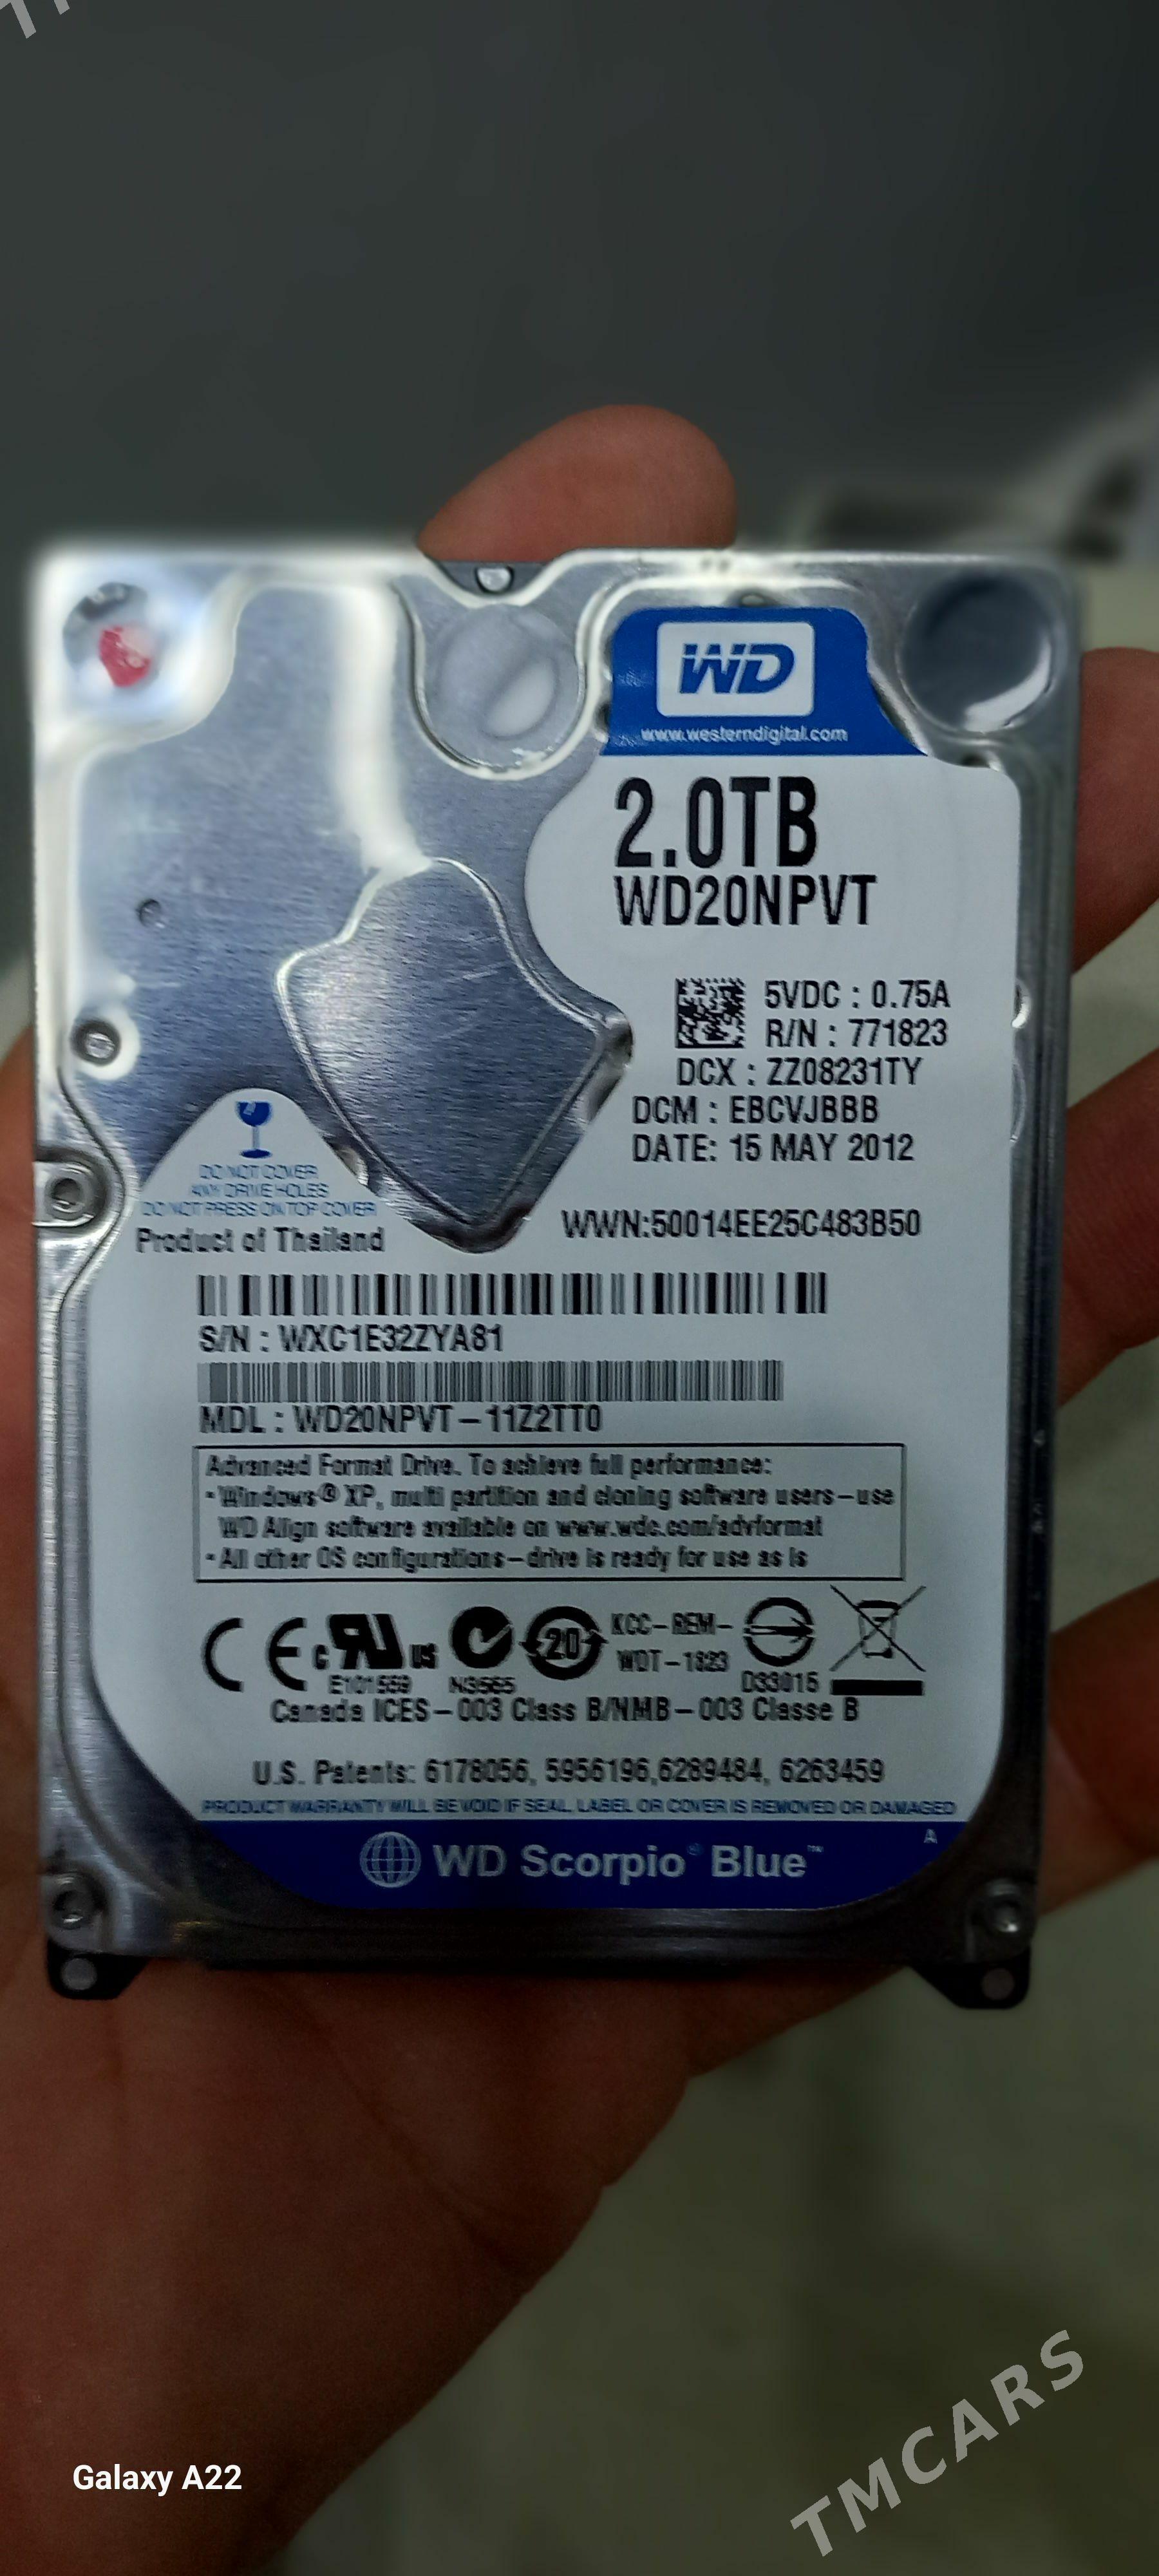 WD
www.westerndigital.com
2.0TB
WD20NPVT
5VDC : 0.75A
R/N : 771823
DCX : ZZ08231TY
DCM : EBCVJBBB
DATE: 15 MAY 2012
DO NOT COVER
ANY DRIVE HOLES
DO NOT PRESS ON TOP COVER
Product of Thailand
WWN:50014EE25C483B50
S/N : WXC1E32ZYA81
MDL : WD20NPVT-11Z2TT0
Advanced Format Drive. To achieve full performance:
• Windows® XP, multi partition and cloning software users-use
WD Align software available on www.wdc.com/advformat
• All other OS configurations-drive is ready for use as is
CE
c RU us
E101559
N3565
20
KCC-REM-
WDT-1823
D33015
Canada ICES-003 Class B/NMB-003 Classe B
U.S. Patents: 6178056, 5956196,6289484, 6263459
PRODUCT WARRANTY WILL BE VOID IF SEAL, LABEL OR COVER IS REMOVED OR DAMAGED
A
WD Scorpio® Blue™
Galaxy A22
TMCARS